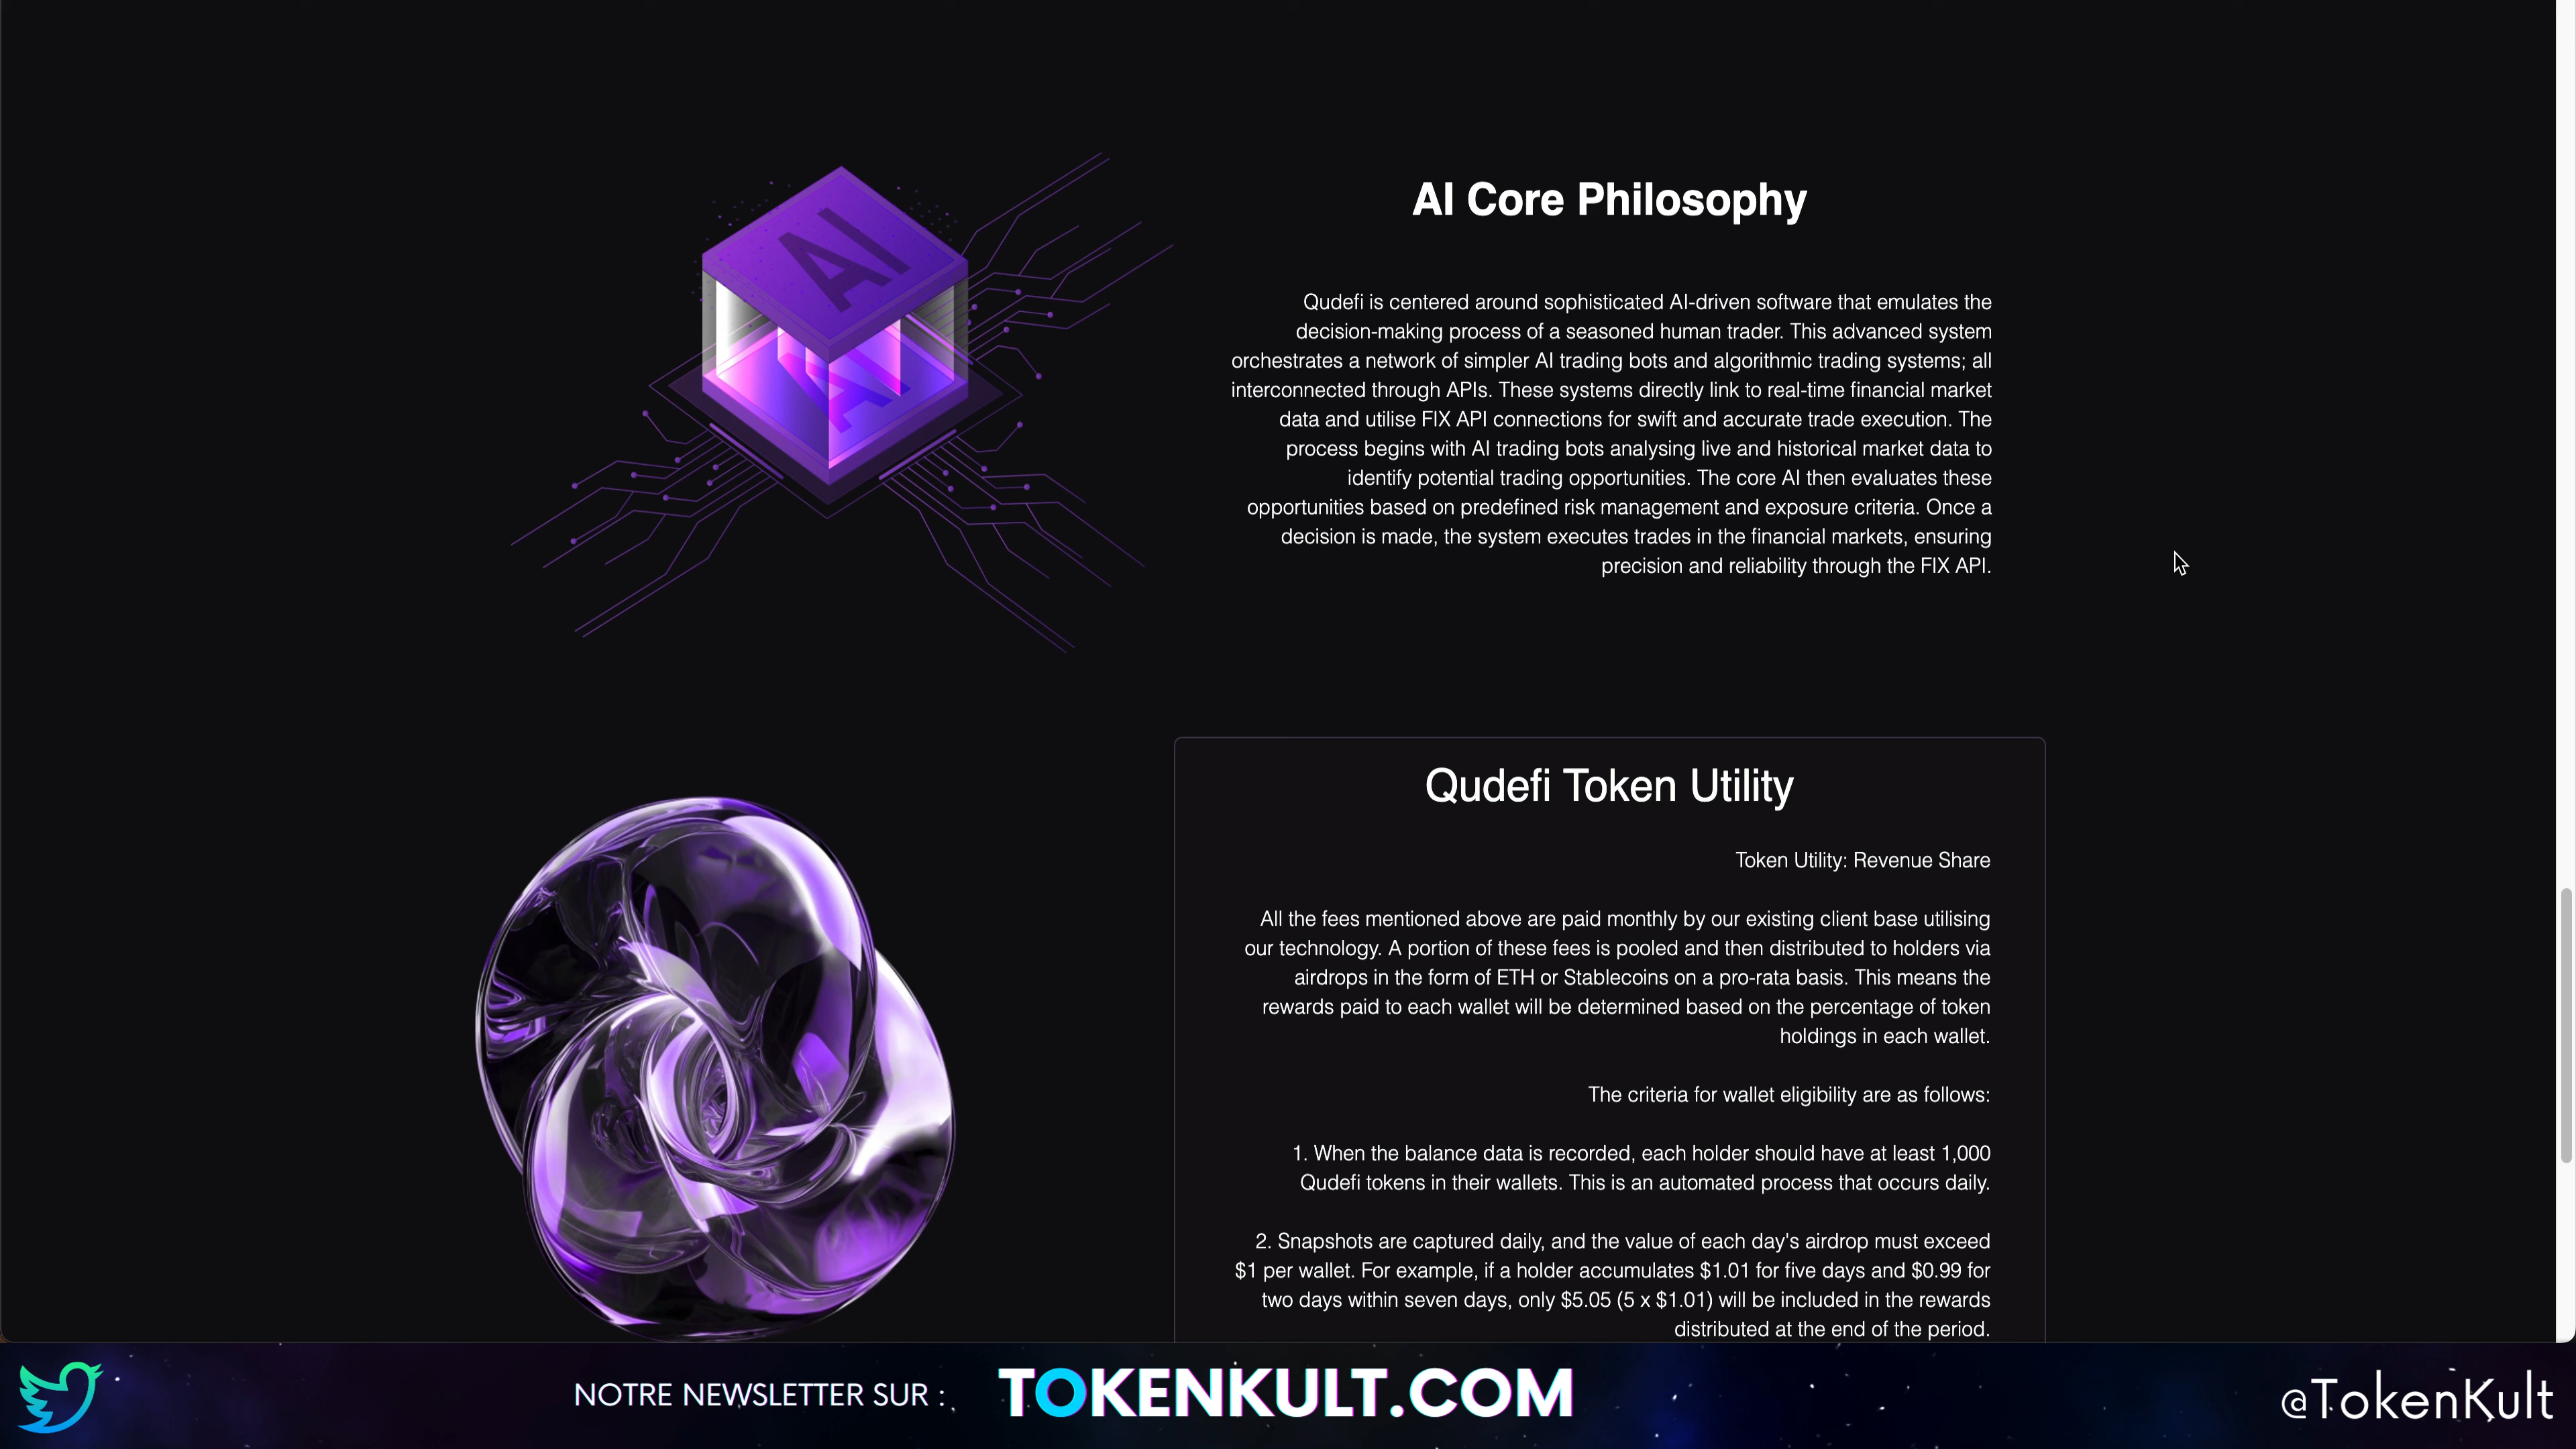 AI
AI
AI Core Philosophy
Qudefi is centered around sophisticated AI-driven software that emulates the
decision-making process of a seasoned human trader. This advanced system
orchestrates a network of simpler AI trading bots and algorithmic trading systems; all
interconnected through APIs. These systems directly link to real-time financial market
data and utilise FIX API connections for swift and accurate trade execution. The
process begins with AI trading bots analysing live and historical market data to
identify potential trading opportunities. The core AI then evaluates these
opportunities based on predefined risk management and exposure criteria. Once a
decision is made, the system executes trades in the financial markets, ensuring
precision and reliability through the FIX API.
Qudefi Token Utility
Token Utility: Revenue Share
All the fees mentioned above are paid monthly by our existing client base utilising
our technology. A portion of these fees is pooled and then distributed to holders via
airdrops in the form of ETH or Stablecoins on a pro-rata basis. This means the
rewards paid to each wallet will be determined based on the percentage of token
holdings in each wallet.
The criteria for wallet eligibility are as follows:
1. When the balance data is recorded, each holder should have at least 1,000
Qudefi tokens in their wallets. This is an automated process that occurs daily.
2. Snapshots are captured daily, and the value of each day's airdrop must exceed
$1 per wallet. For example, if a holder accumulates $1.01 for five days and $0.99 for
two days within seven days, only $5.05 (5 x $1.01) will be included in the rewards
distributed at the end of the period.
NOTRE NEWSLETTER SUR : TOKENKULT.COM
@TokenKult